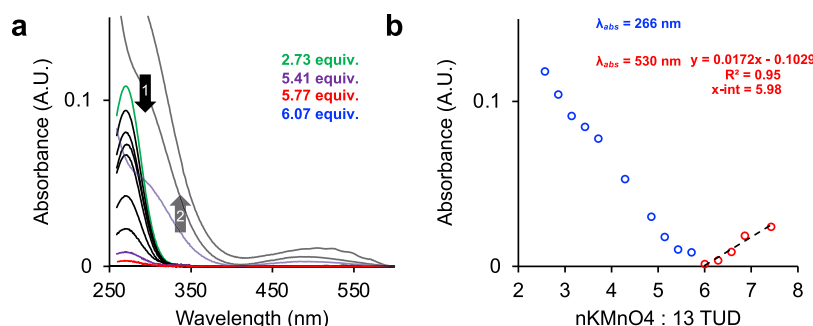 a
Absorbance (A.U.)
0.1
0
250
350
450
550
Wavelength (nm)
1
2
2.73 equiv.
5.41 equiv.
5.77 equiv.
6.07 equiv.
b
Absorbance (A.U.)
0.1
0
2
3
4
5
6
7
8
nKMnO4 : 13 TUD
λabs = 266 nm
λabs = 530 nm
y = 0.0172x - 0.1029
R² = 0.95
x-int = 5.98